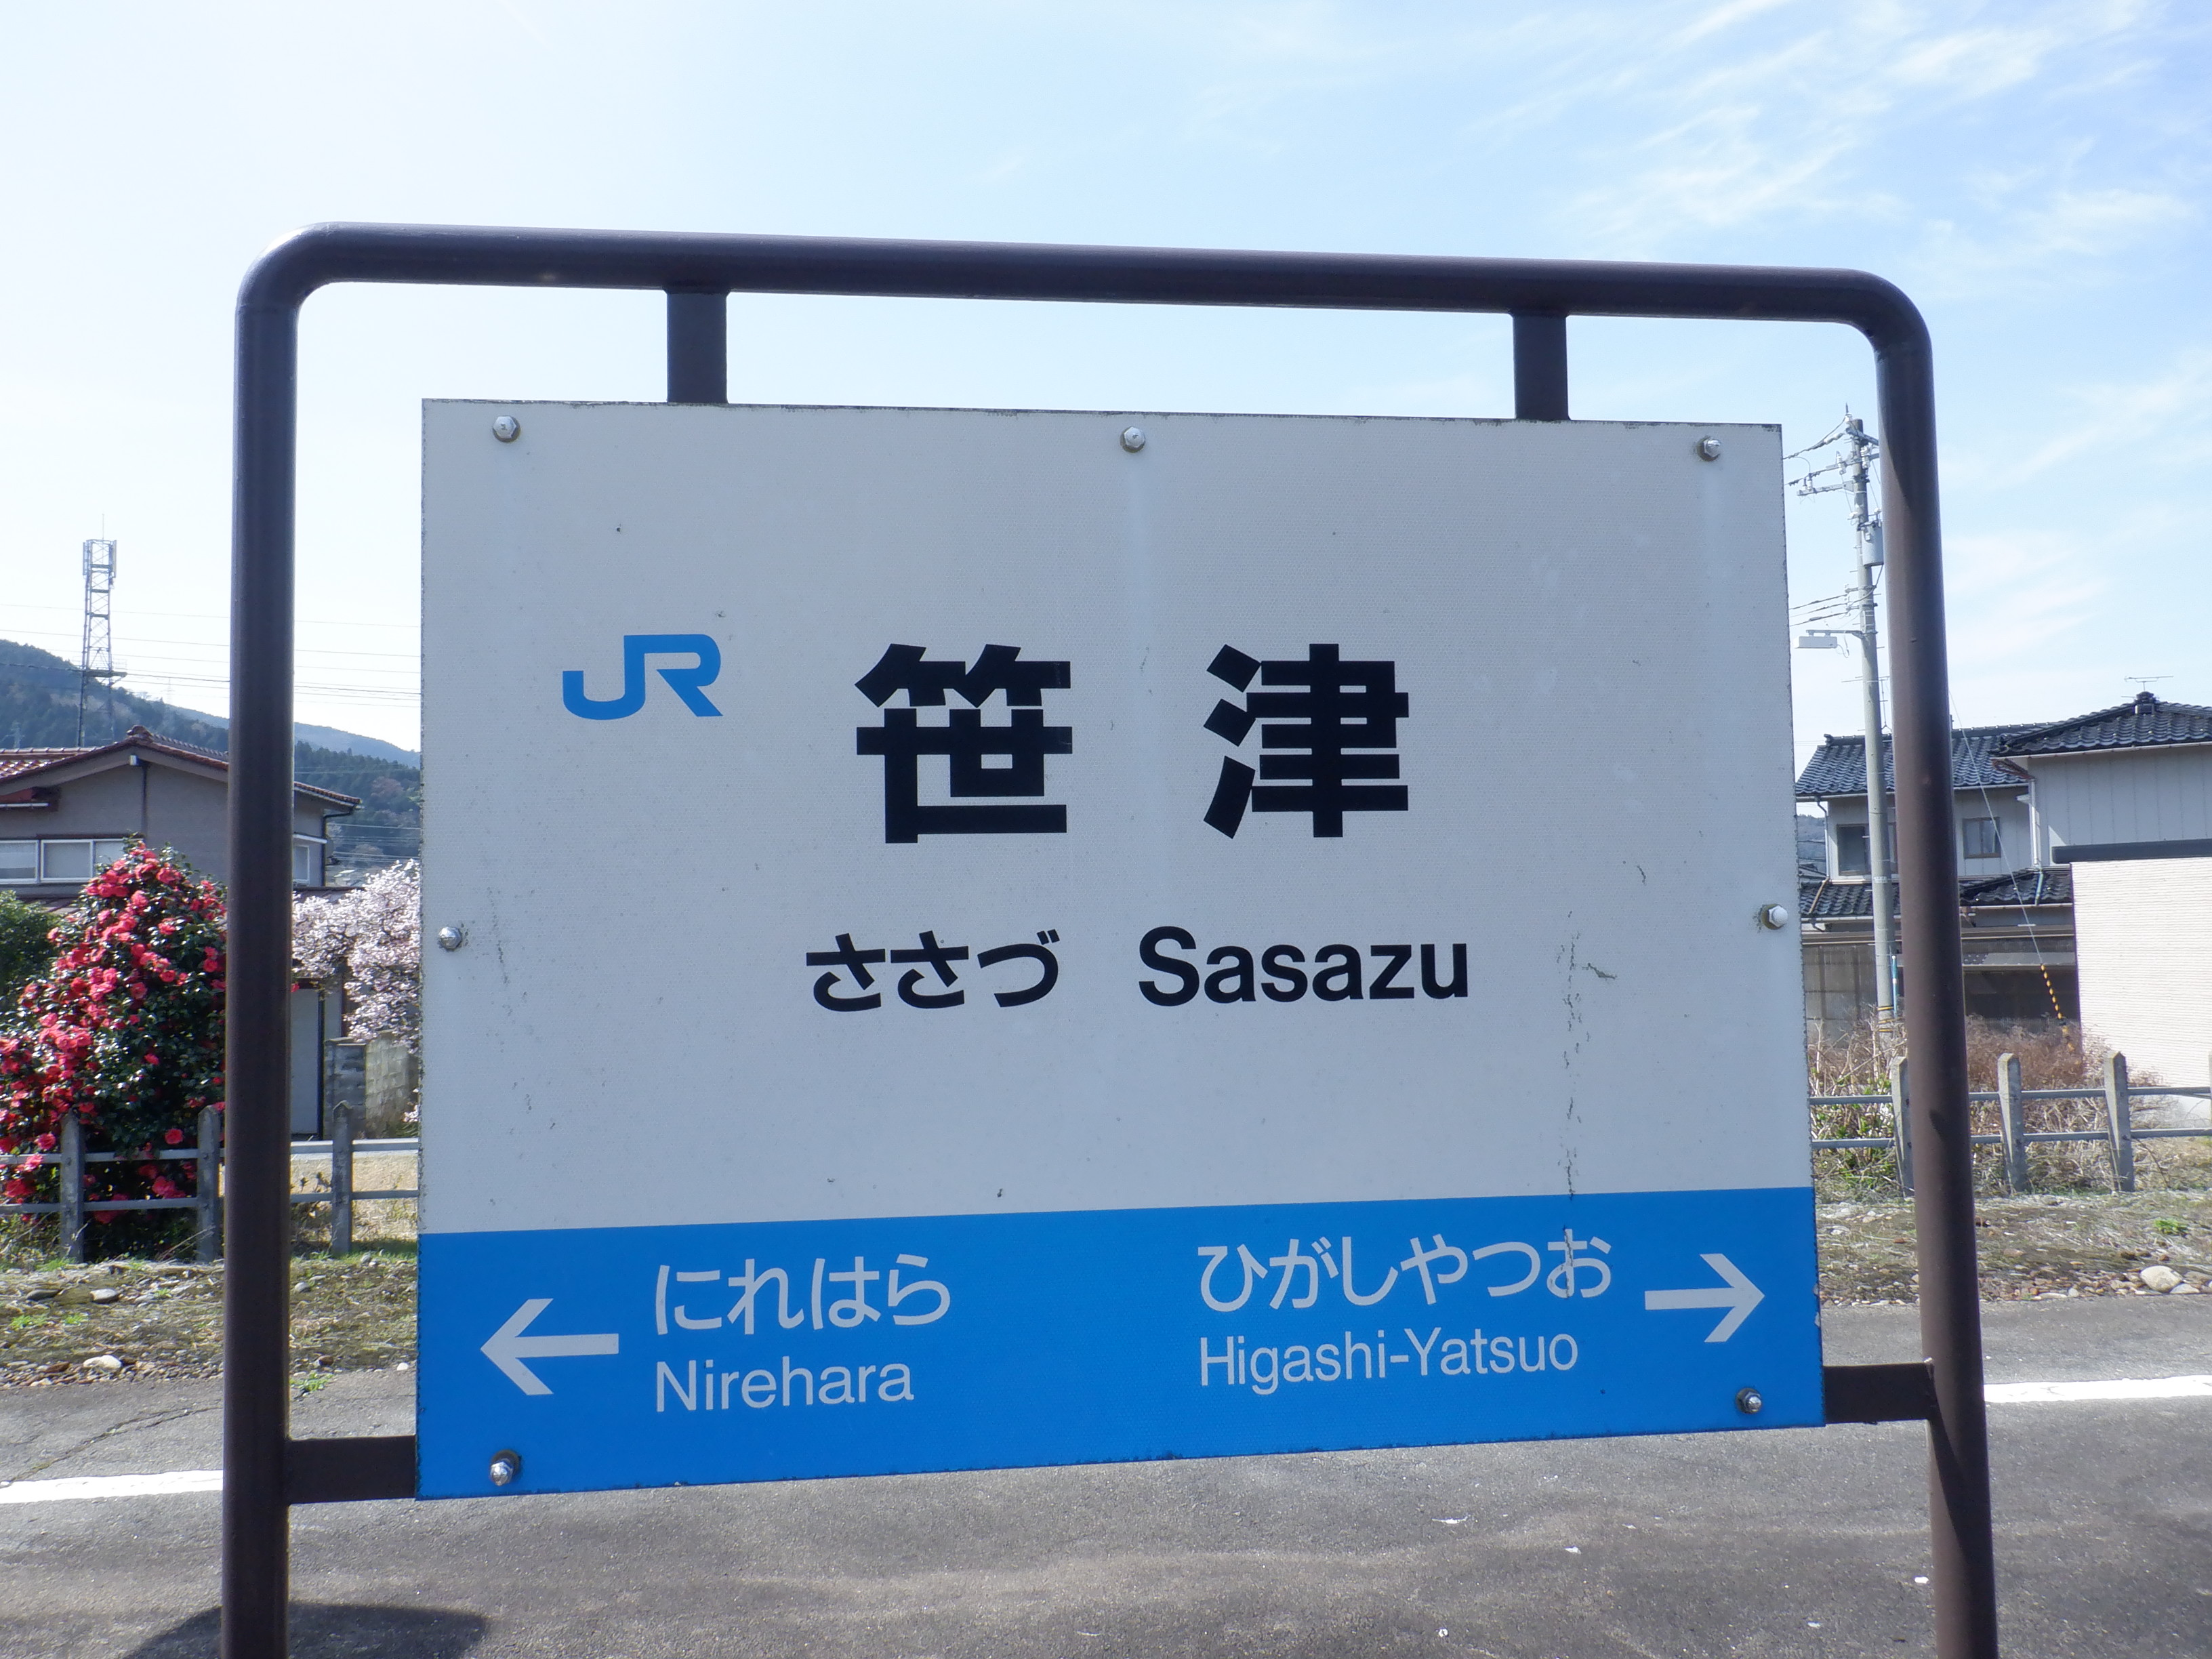 JR 笹津
ささづ Sasazu
← にれはら
Nirehara
ひがしやつお →
Higashi-Yatsuo